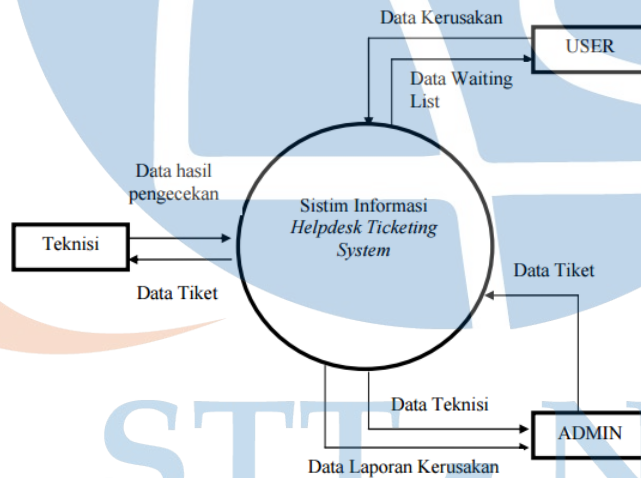 Data Kerusakan
USER
Data Waiting
List
Data hasil
pengecekan
Sistim Informasi
Helpdesk Ticketing
System
Teknisi
Data Tiket
Data Tiket
Data Teknisi
ADMIN
Data Laporan Kerusakan
STT - N